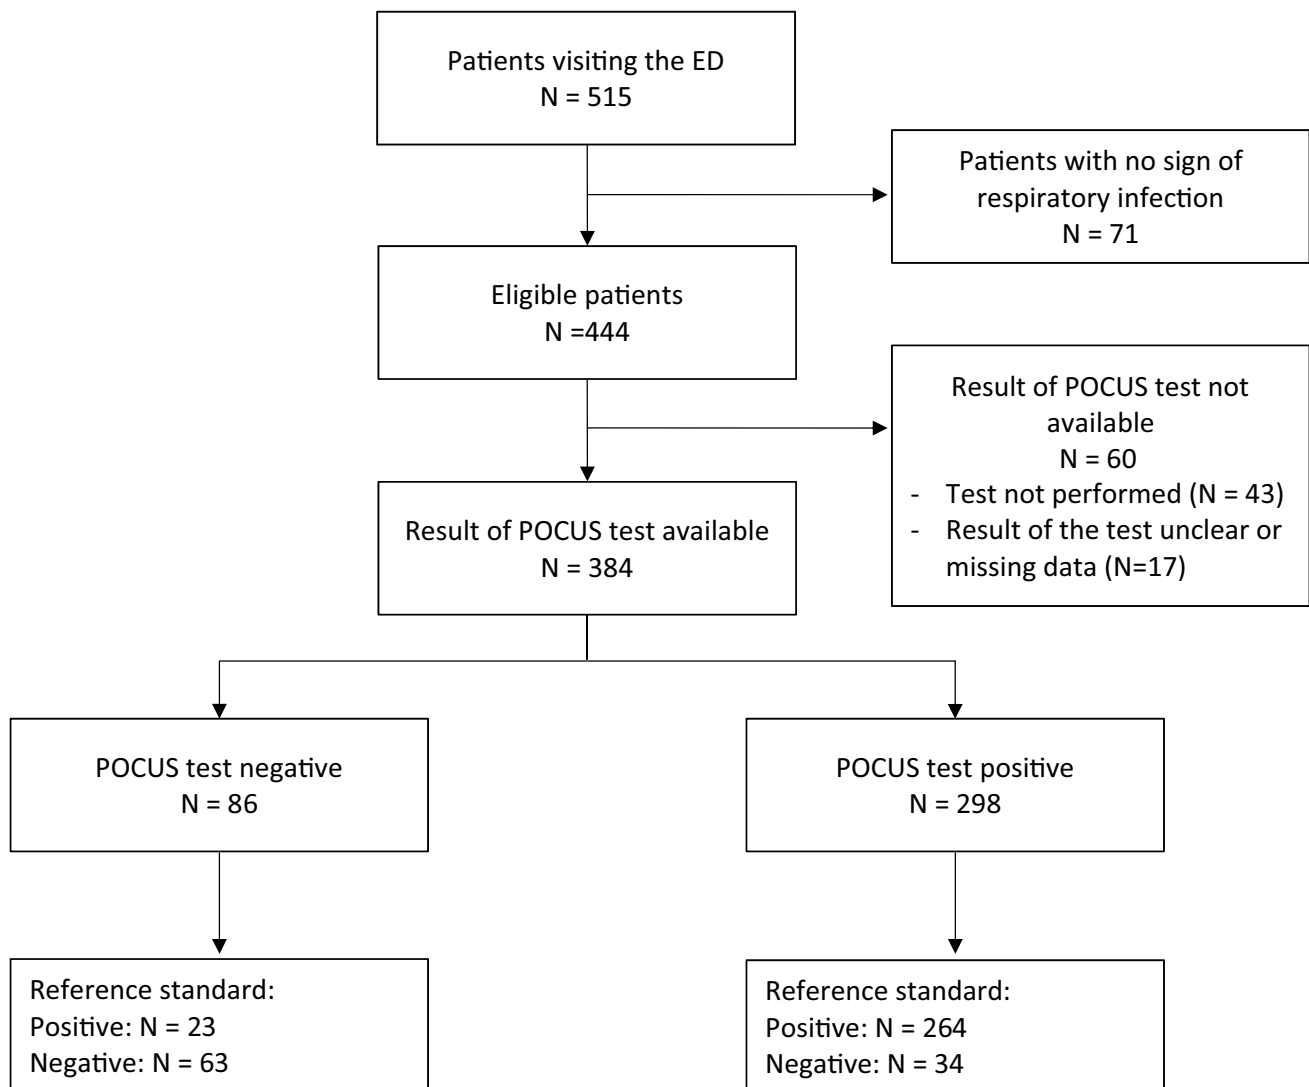 Patients visiting the ED
N = 515
Patients with no sign of
respiratory infection
N = 71
Eligible patients
N =444
Result of POCUS test not
available
N = 60
- Test not performed (N = 43)
- Result of the test unclear or
missing data (N=17)
Result of POCUS test available
N = 384
POCUS test negative
N = 86
POCUS test positive
N = 298
Reference standard:
Positive: N = 23
Negative: N = 63
Reference standard:
Positive: N = 264
Negative: N = 34